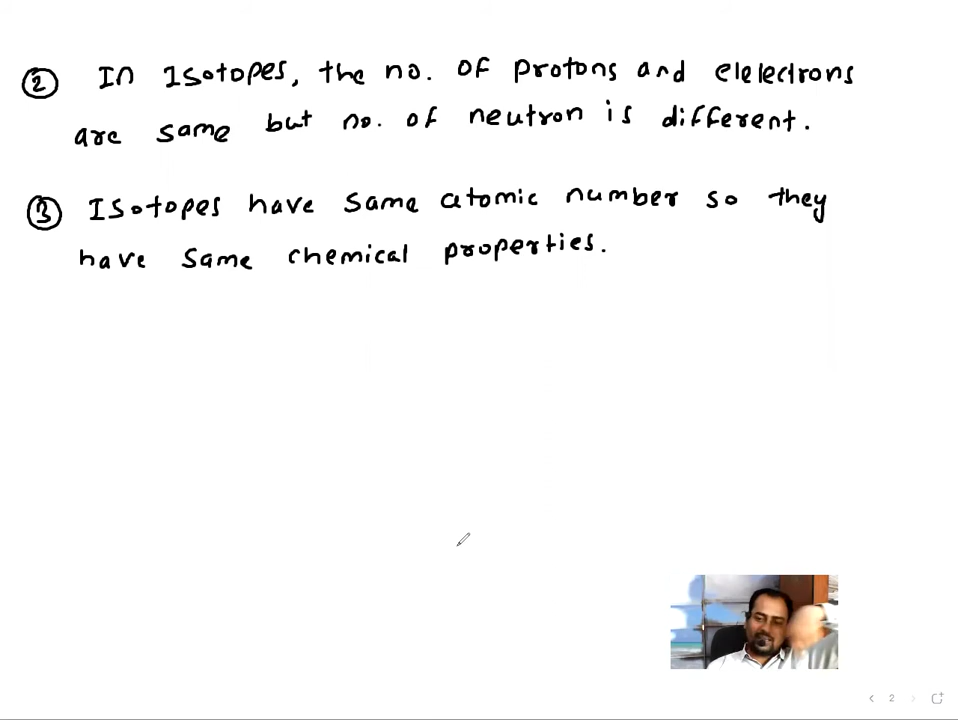 ② In Isotopes, the no. of protons and elelectrons
are same but no. of neutron is different.
③ Isotopes have same atomic number so they
have same chemical properties.
2